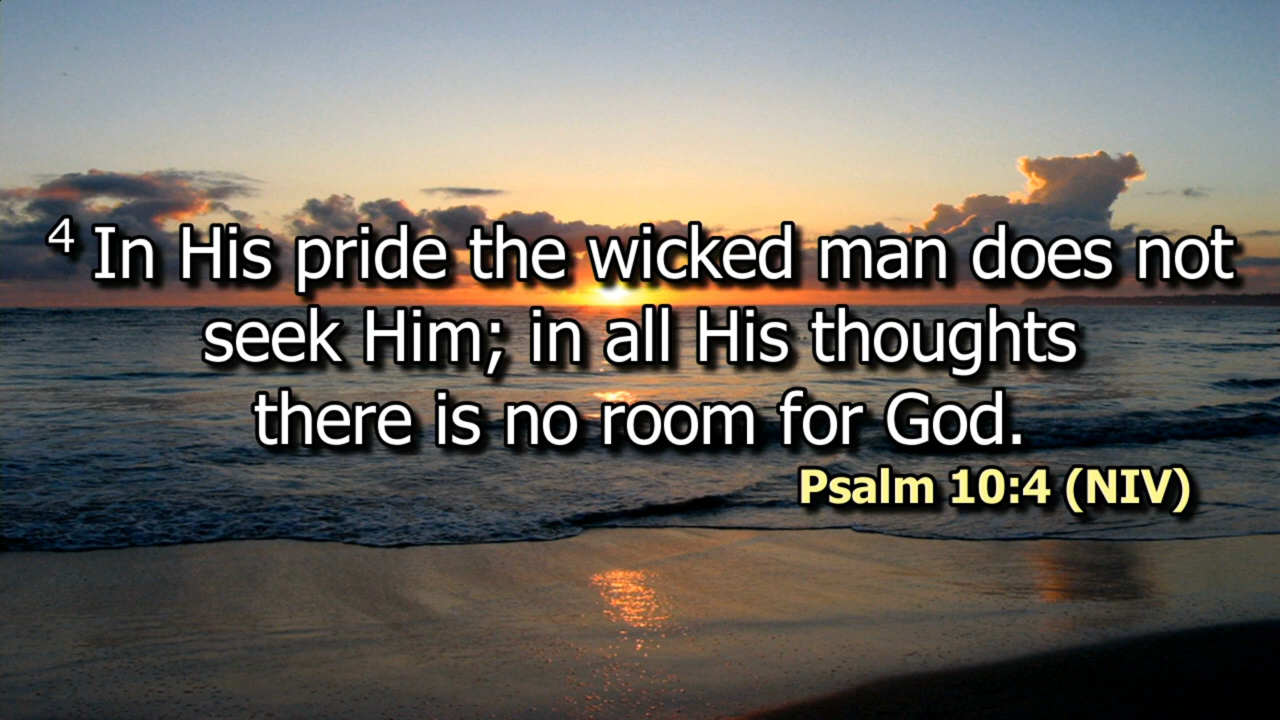 4 In His pride the wicked man does not
seek Him; in all His thoughts
there is no room for God.
Psalm 10:4 (NIV)